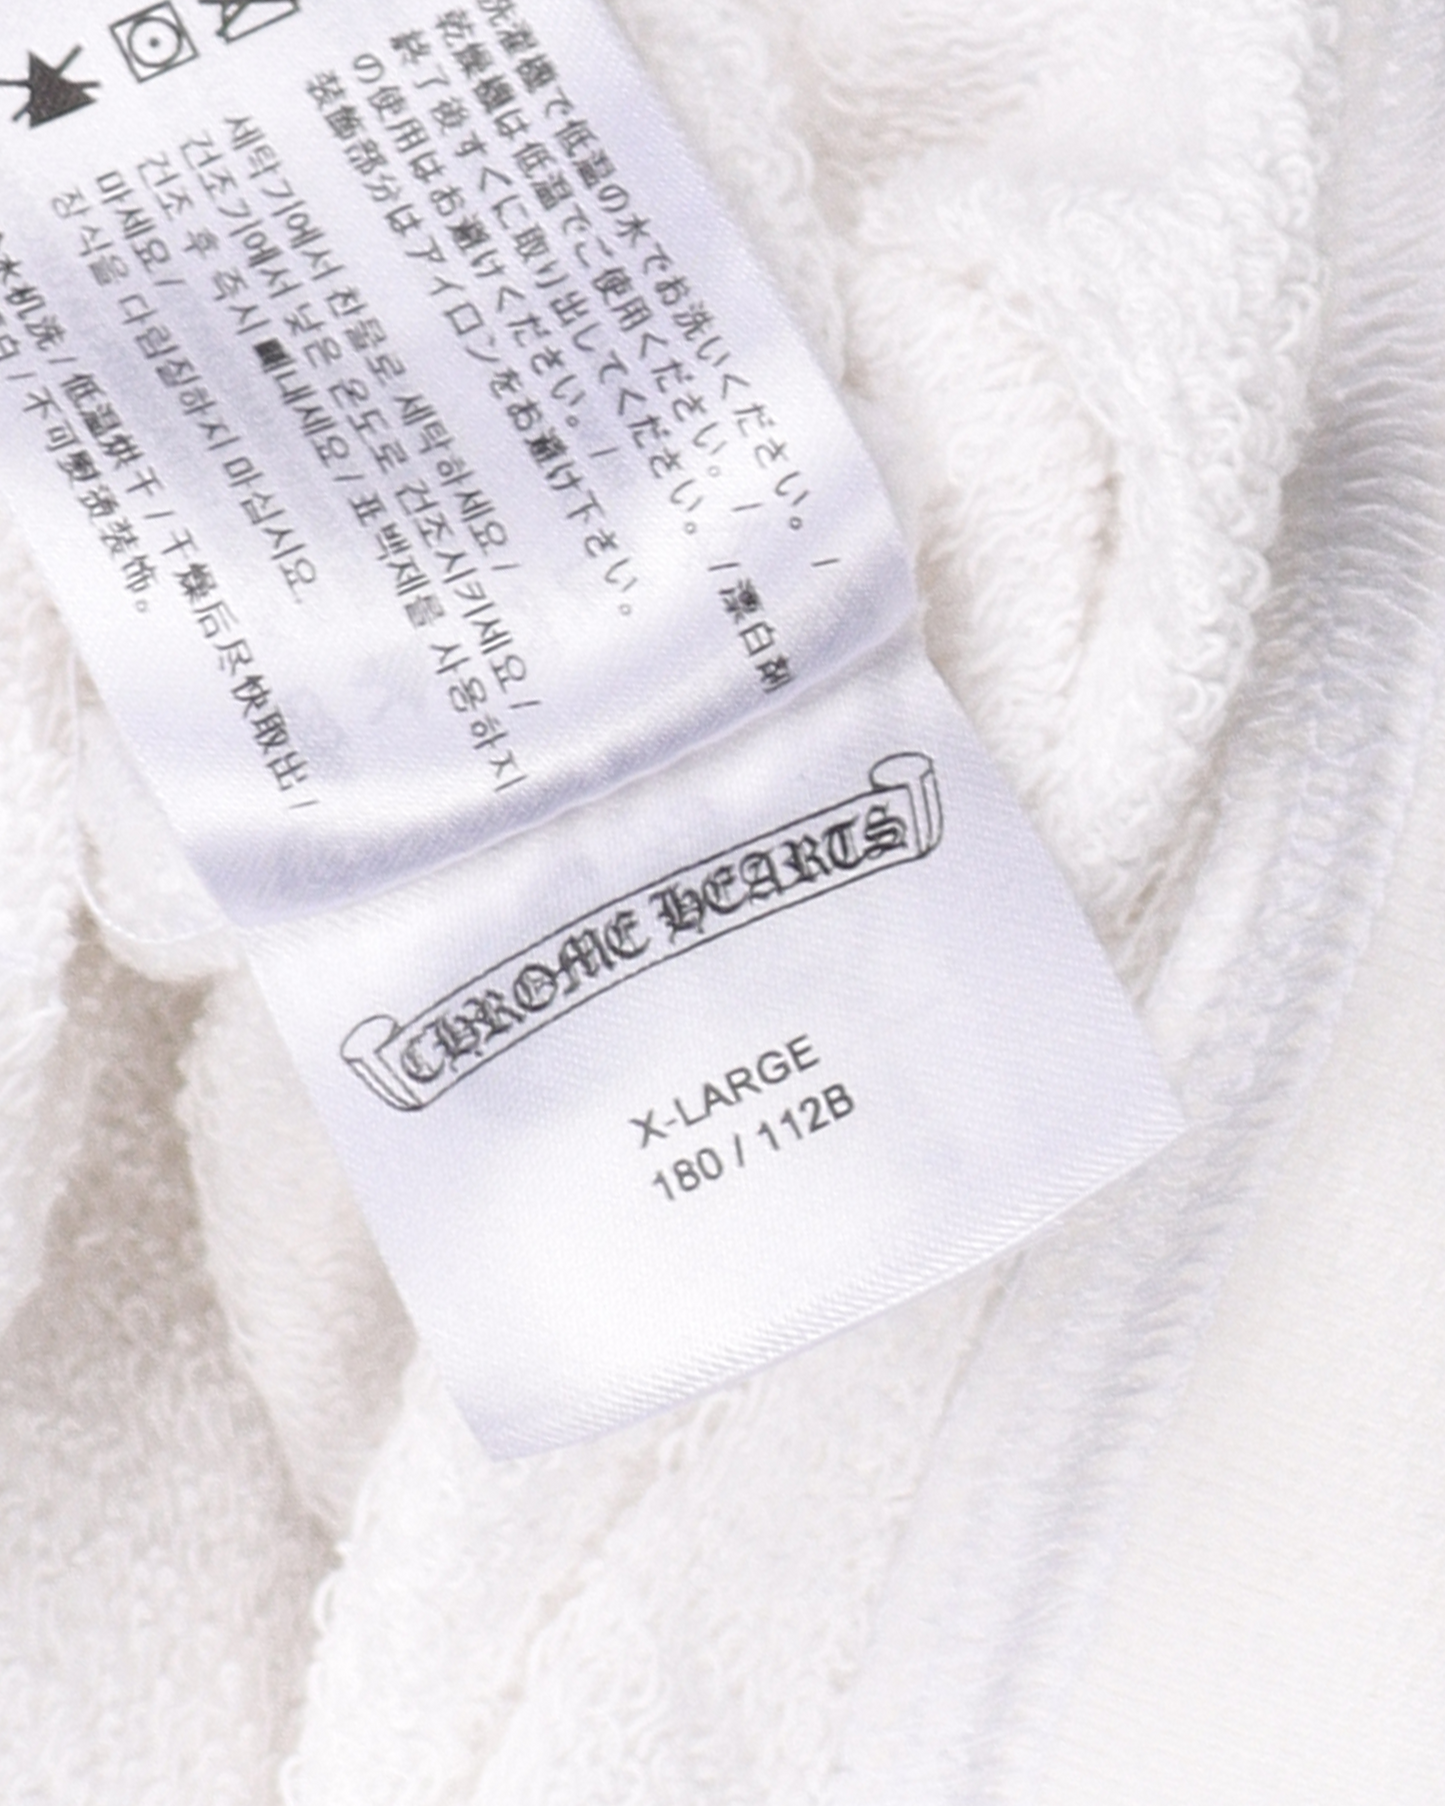 洗濯機で低温の水でお洗いください。 /
乾燥機は低温でご使用ください。 /
終了後すぐに取り出してください。 / 漂白剤
の使用はお避けください。 /
装飾部分はアイロンをお避け下さい。
세탁기에서 찬물로 세탁하세요 /
건조기에서 낮은 온도로 건조시키세요 /
건조 후 즉시 빼내세요 / 표백제를 사용하지
마세요 /
장식을 다림질하지 마십시요.
水机洗 / 低温烘干 / 干燥后尽快取出 /
白 / 不可熨烫装饰。
CHROME HEARTS
X-LARGE
180 / 112B